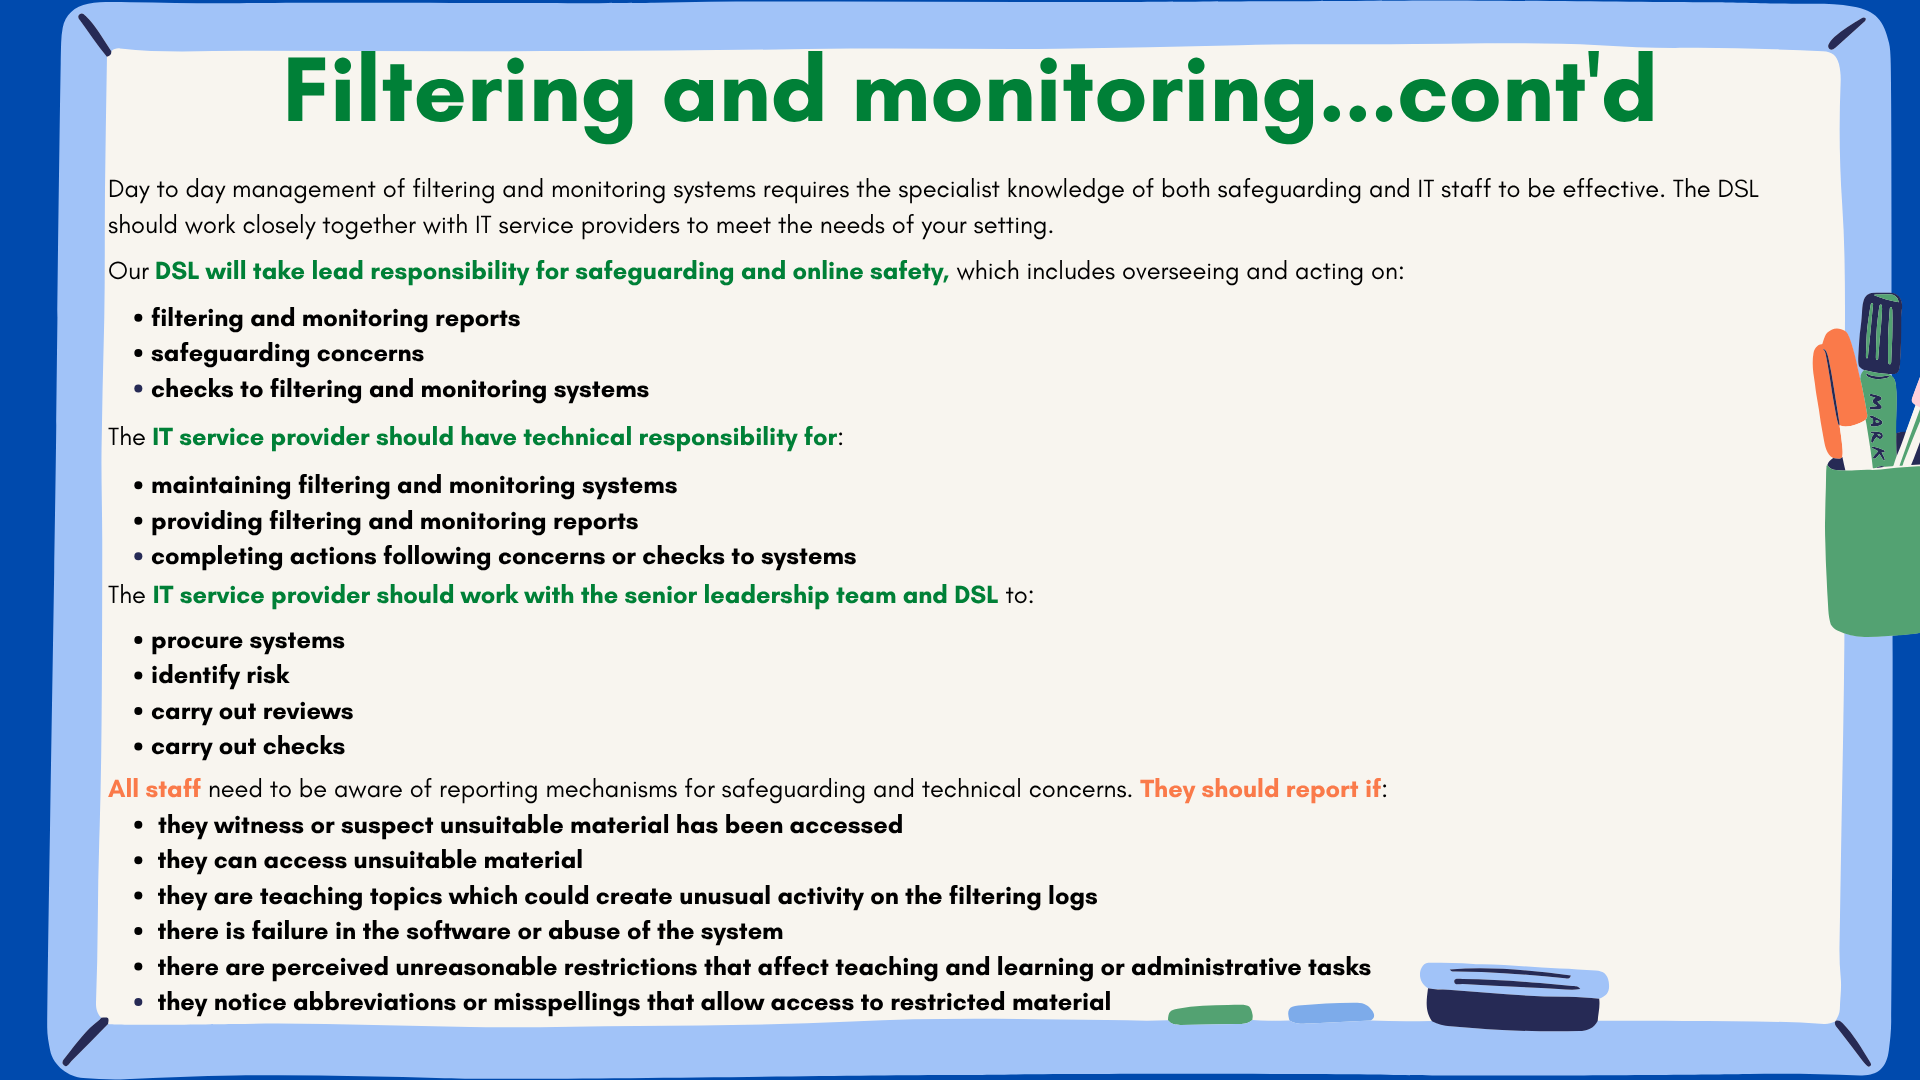 Filtering and monitoring...cont'd
Day to day management of filtering and monitoring systems requires the specialist knowledge of both safeguarding and IT staff to be effective. The DSL
should work closely together with IT service providers to meet the needs of your setting.
Our DSL will take lead responsibility for safeguarding and online safety, which includes overseeing and acting on:
• filtering and monitoring reports
• safeguarding concerns
• checks to filtering and monitoring systems
The IT service provider should have technical responsibility for:
• maintaining filtering and monitoring systems
• providing filtering and monitoring reports
• completing actions following concerns or checks to systems
The IT service provider should work with the senior leadership team and DSL to:
• procure systems
• identify risk
• carry out reviews
• carry out checks
All staff need to be aware of reporting mechanisms for safeguarding and technical concerns. They should report if:
• they witness or suspect unsuitable material has been accessed
• they can access unsuitable material
• they are teaching topics which could create unusual activity on the filtering logs
• there is failure in the software or abuse of the system
• there are perceived unreasonable restrictions that affect teaching and learning or administrative tasks
• they notice abbreviations or misspellings that allow access to restricted material
MARK